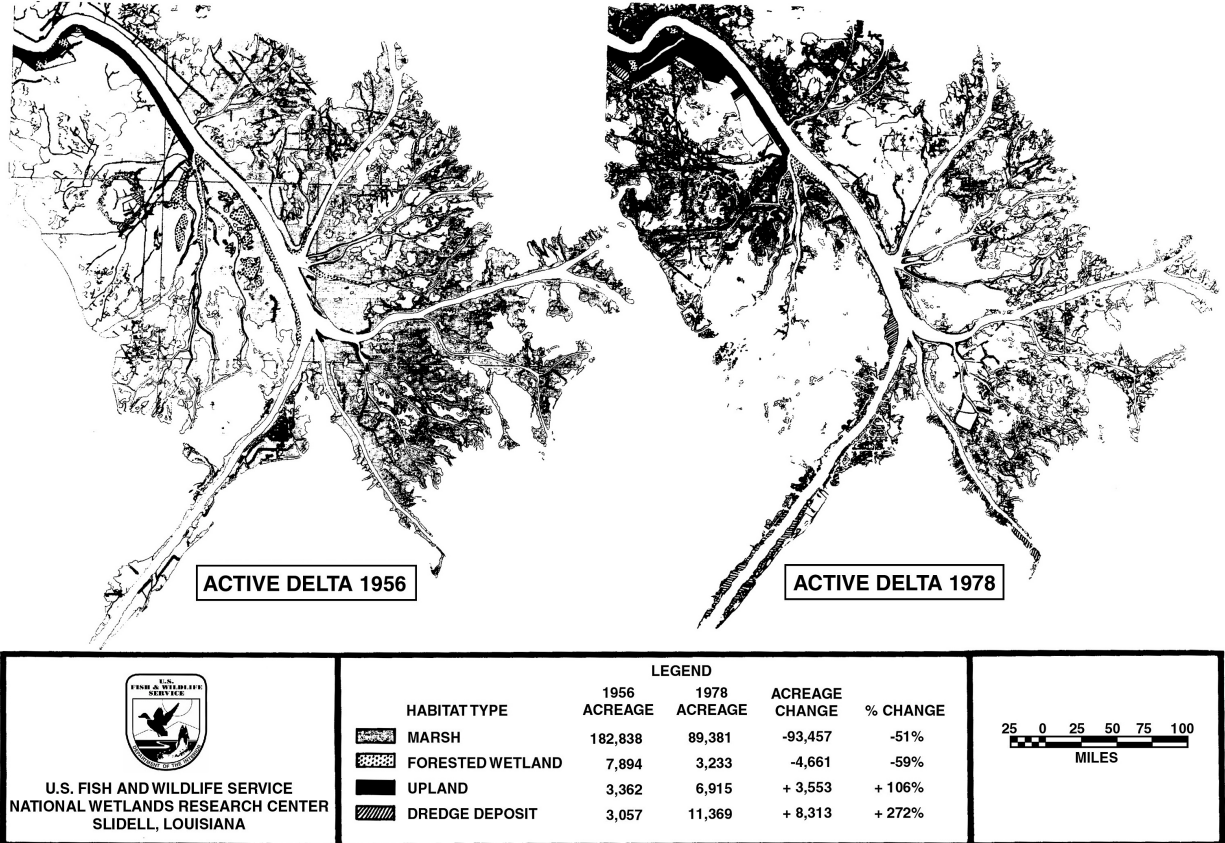 ACTIVE DELTA 1956
ACTIVE DELTA 1978
U.S.
FISH & WILDLIFE
SERVICE
DEPARTMENT OF THE INTERIOR
U.S. FISH AND WILDLIFE SERVICE
NATIONAL WETLANDS RESEARCH CENTER
SLIDELL, LOUISIANA
LEGEND
HABITAT TYPE 1956 ACREAGE 1978 ACREAGE ACREAGE CHANGE % CHANGE
MARSH 182,838 89,381 -93,457 -51%
FORESTED WETLAND 7,894 3,233 -4,661 -59%
UPLAND 3,362 6,915 + 3,553 + 106%
DREDGE DEPOSIT 3,057 11,369 + 8,313 + 272%
25 0 25 50 75 100
MILES